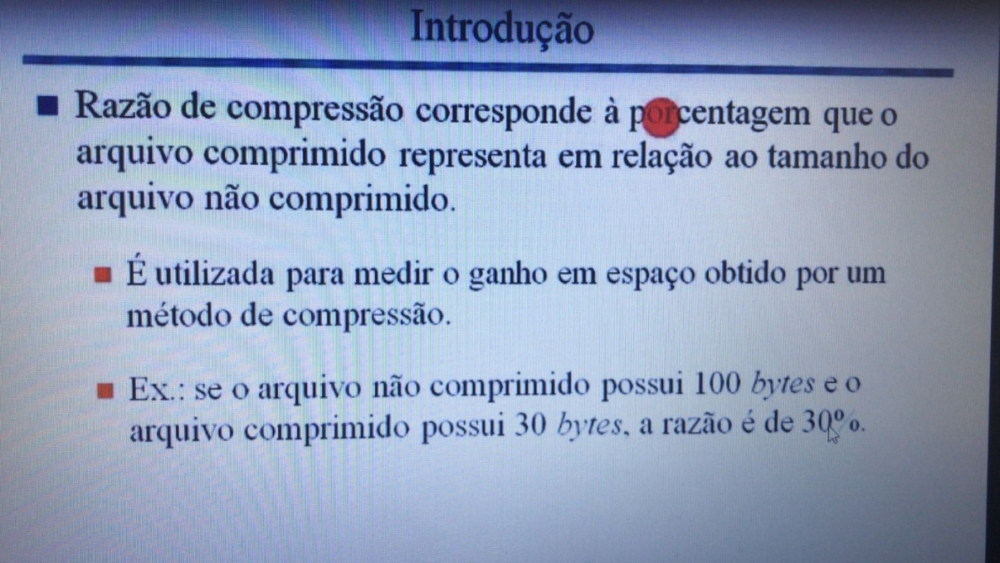 Introdução
Razão de compressão corresponde à porcentagem que o
arquivo comprimido representa em relação ao tamanho do
arquivo não comprimido.
É utilizada para medir o ganho em espaço obtido por um
método de compressão.
Ex.: se o arquivo não comprimido possui 100 bytes e o
arquivo comprimido possui 30 bytes, a razão é de 30%.